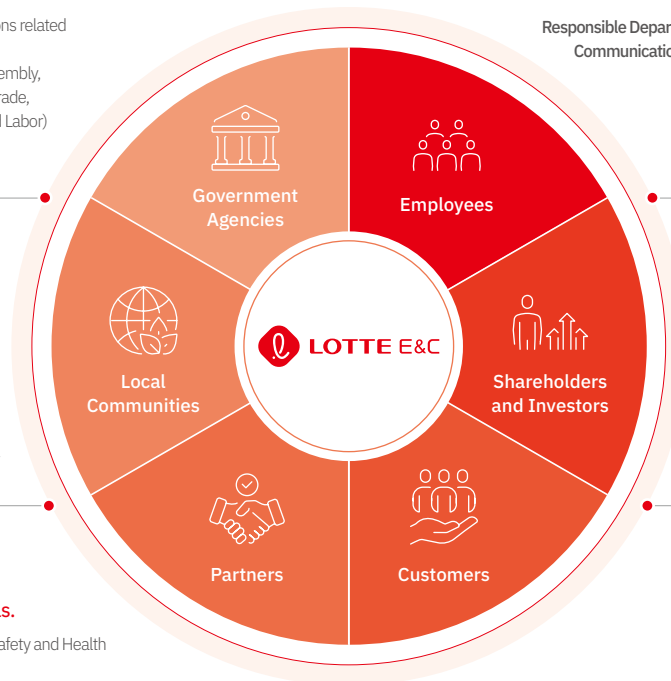 ons related
Responsible Depar
Communicatio
embly,
rade,
l Labor)
Government
Agencies
Employees
LOTTE E&C
Local
Communities
Shareholders
and Investors
Partners
Customers
s.
afety and Health